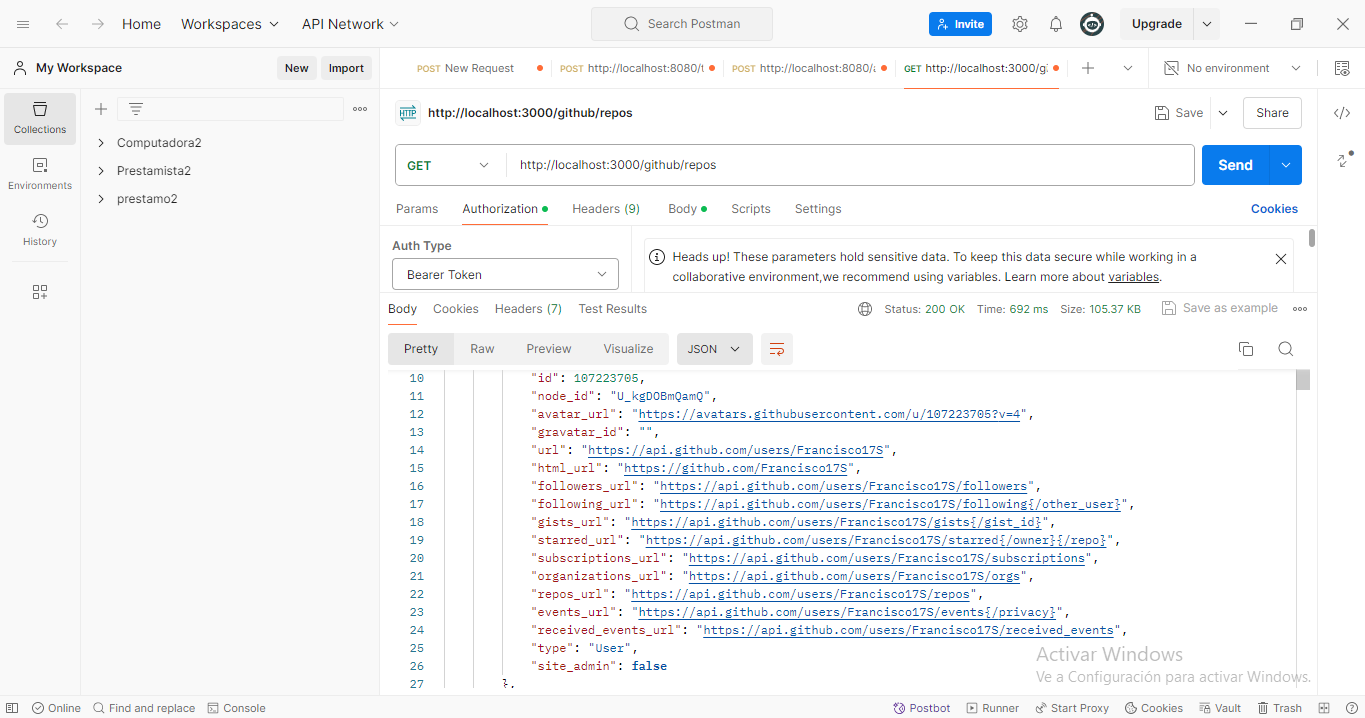 Home Workspaces API Network Search Postman Invite Upgrade
My Workspace New Import POST New Request POST http://localhost:8080/t POST http://localhost:8080/a GET http://localhost:3000/gi No environment
HTTP http://localhost:3000/github/repos Save Share
Collections
Environments
History
Computadora2
Prestamista2
prestamo2
GET http://localhost:3000/github/repos Send
Params Authorization Headers (9) Body Scripts Settings Cookies
Auth Type
Bearer Token
Heads up! These parameters hold sensitive data. To keep this data secure while working in a
collaborative environment,we recommend using variables. Learn more about variables.
Body Cookies Headers (7) Test Results Status: 200 OK Time: 692 ms Size: 105.37 KB Save as example
Pretty Raw Preview Visualize JSON
10 "id": 107223705,
11 "node_id": "U_kgDOBmQamQ",
12 "avatar_url": "https://avatars.githubusercontent.com/u/107223705?v=4",
13 "gravatar_id": "",
14 "url": "https://api.github.com/users/Francisco17S",
15 "html_url": "https://github.com/Francisco17S",
16 "followers_url": "https://api.github.com/users/Francisco17S/followers",
17 "following_url": "https://api.github.com/users/Francisco17S/following{/other_user}",
18 "gists_url": "https://api.github.com/users/Francisco17S/gists{/gist_id}",
19 "starred_url": "https://api.github.com/users/Francisco17S/starred{/owner}{/repo}",
20 "subscriptions_url": "https://api.github.com/users/Francisco17S/subscriptions",
21 "organizations_url": "https://api.github.com/users/Francisco17S/orgs",
22 "repos_url": "https://api.github.com/users/Francisco17S/repos",
23 "events_url": "https://api.github.com/users/Francisco17S/events{/privacy}",
24 "received_events_url": "https://api.github.com/users/Francisco17S/received_events",
25 "type": "User",
26 "site_admin": false
27 },
Activar Windows
Ve a Configuración para activar Windows.
Online Find and replace Console Postbot Runner Start Proxy Cookies Vault Trash